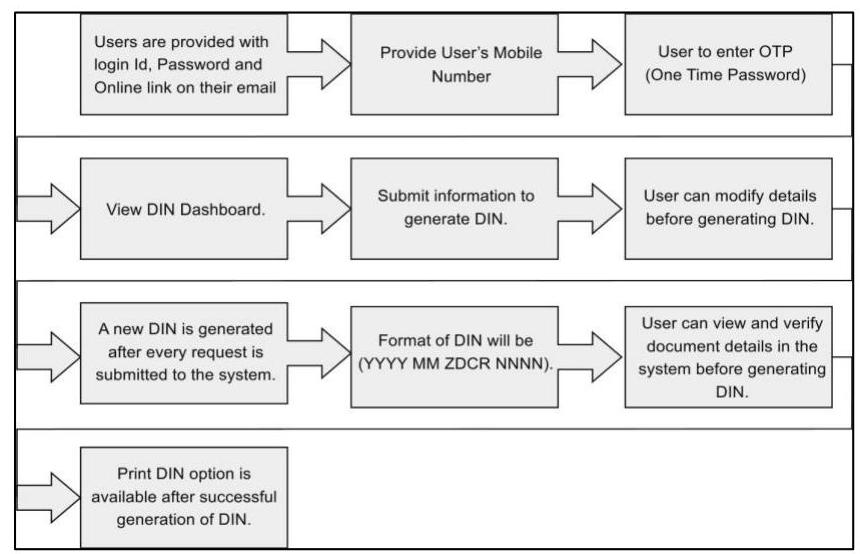 Users are provided with
login Id, Password and
Online link on their email
Provide User's Mobile
Number
User to enter OTP
(One Time Password)
View DIN Dashboard.
Submit information to
generate DIN.
User can modify details
before generating DIN.
A new DIN is generated
after every request is
submitted to the system.
Format of DIN will be
(YYYY MM ZDCR NNNN).
User can view and verify
document details in the
system before generating
DIN.
Print DIN option is
available after successful
generation of DIN.